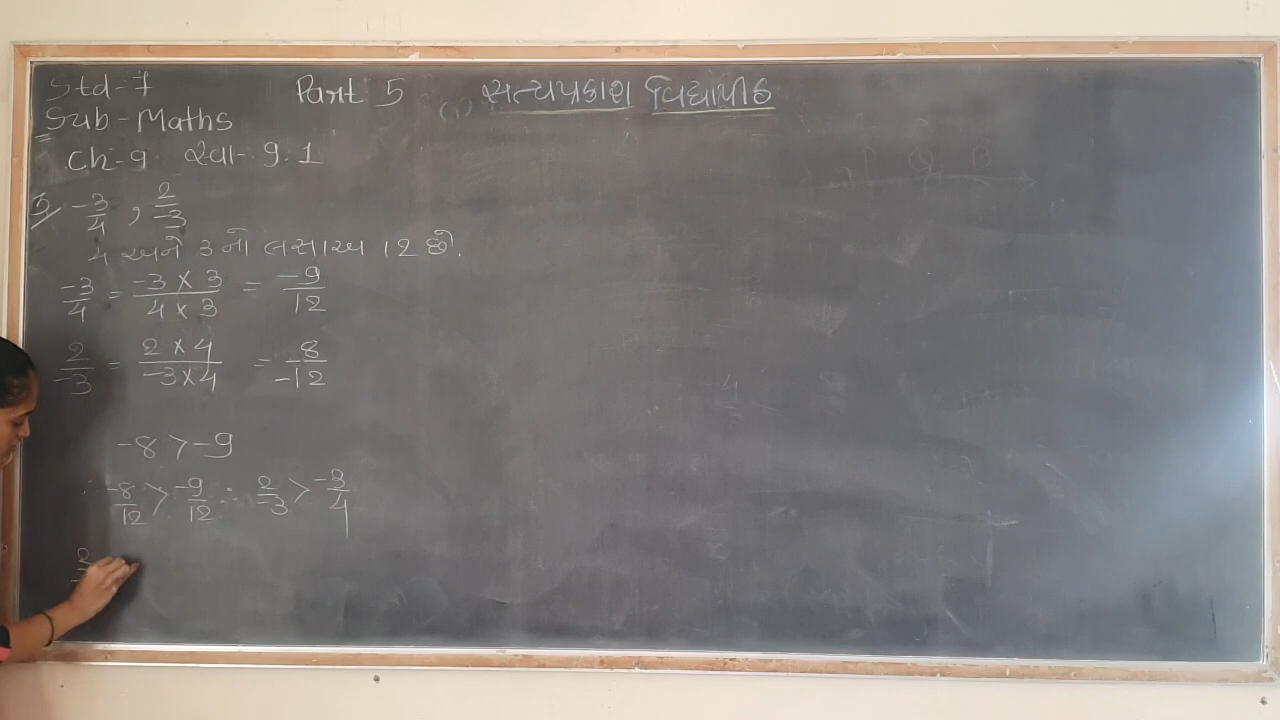 Std-7 Part 5 સત્યપ્રકાશ વિદ્યાપીઠ
Sub-Maths
Ch-9 સ્વા-9.1
-3/4 , 2/-3
4 અને 3 નો લસાઅ 12 છે.
-3/4 = -3 × 3/4 × 3 = -9/12
2/-3 = 2 × 4/-3×4 = 8/-12
-8 > -9
∴ -8/12 > -9/12 ∴ 2/-3 > -3/4
2